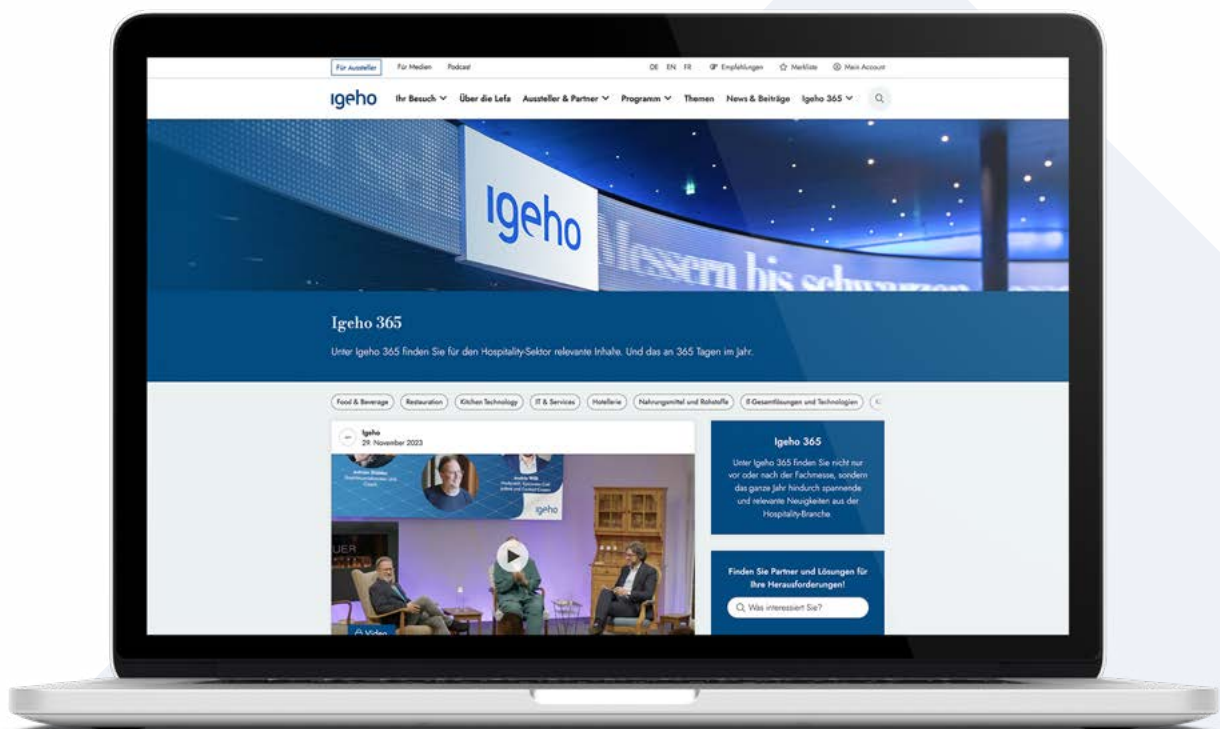 Für Aussteller Für Medien Podcast DE EN FR Empfehlungen Merkliste Mein Account
Igeho Ihr Besuch Über die Lefa Aussteller & Partner Programm Themen News & Beiträge Igeho 365
Igeho
Messern bis schwarzen
Igeho 365
Unter Igeho 365 finden Sie für den Hospitality-Sektor relevante Inhalte. Und das an 365 Tagen im Jahr.
Food & Beverage Restauration Kitchen Technology IT & Services Hotellerie Nahrungsmittel und Rohstoffe IT-Gesamtlösungen und Technologien
Igeho
29. November 2023
Igeho
UER
Video
Igeho 365
Unter Igeho 365 finden Sie nicht nur
vor oder nach der Fachmesse, sondern
das ganze Jahr hindurch spannende
und relevante Neuigkeiten aus der
Hospitality-Branche.
Finden Sie Partner und Lösungen für
Ihre Herausforderungen!
Was interessiert Sie?